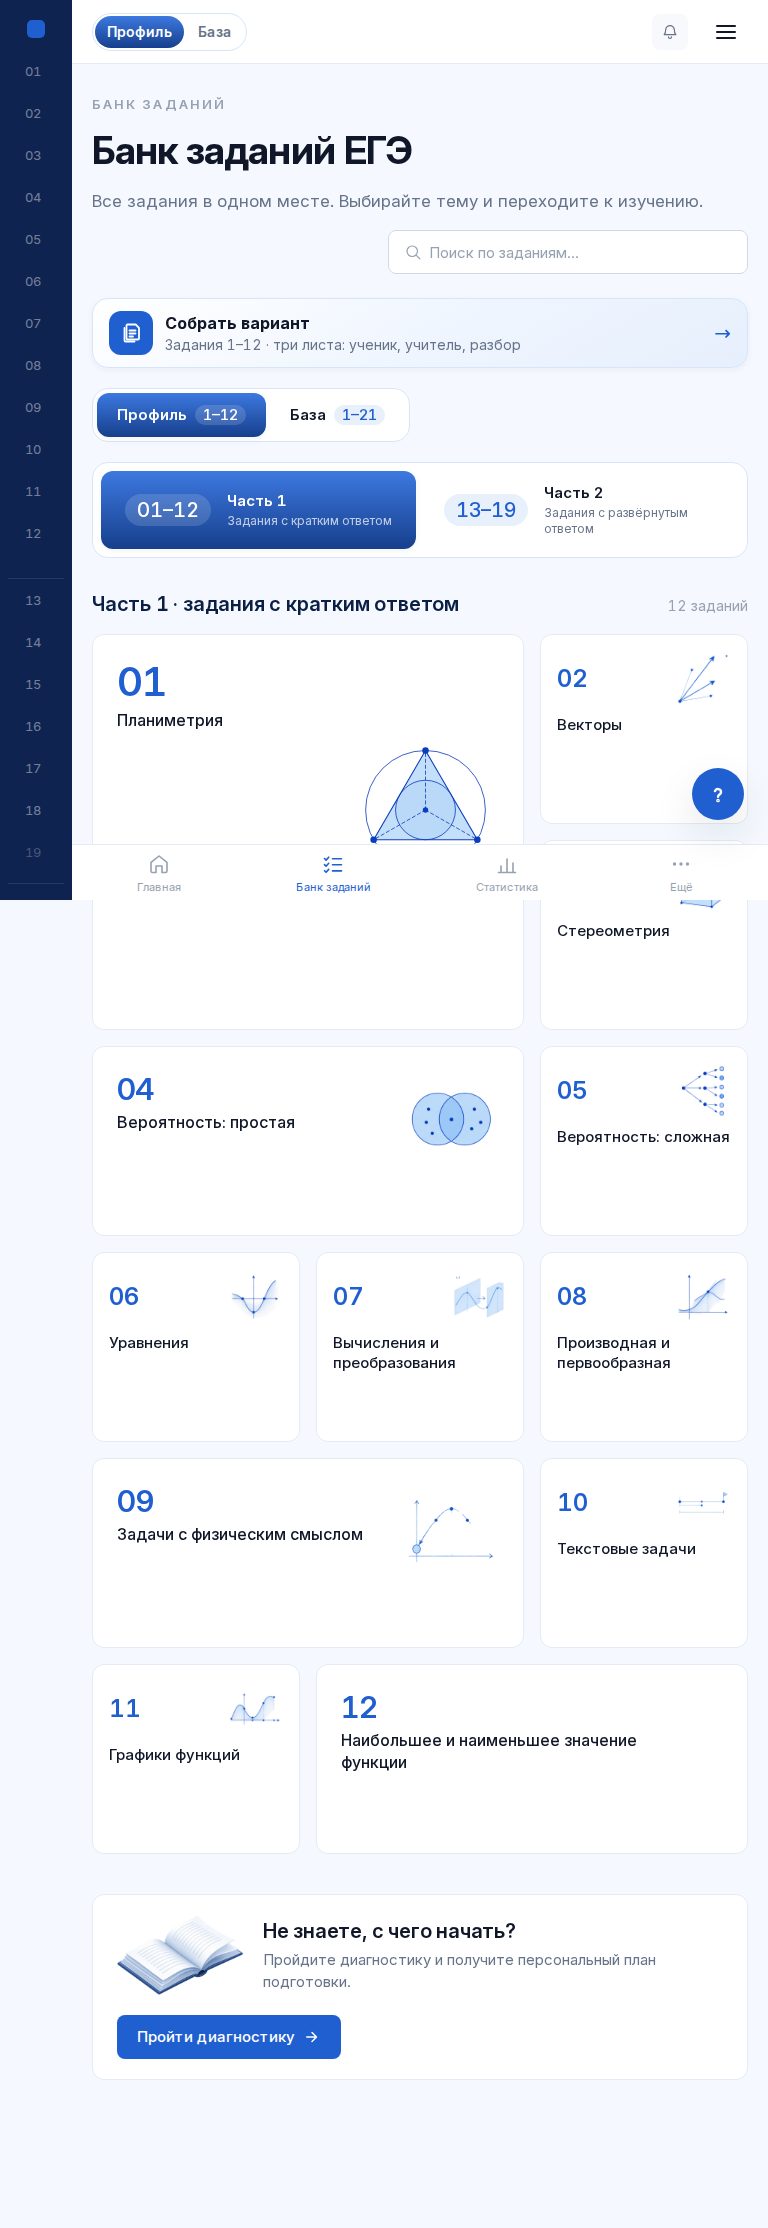 01
02
03
04
05
06
07
08
09
10
11
12
13
14
15
16
17
18
19
Профиль База
БАНК ЗАДАНИЙ
Банк заданий ЕГЭ
Все задания в одном месте. Выбирайте тему и переходите к изучению.
Поиск по заданиям...
Собрать вариант
Задания 1–12 · три листа: ученик, учитель, разбор
→
Профиль 1–12 База 1–21
01–12
Часть 1
Задания с кратким ответом
13–19
Часть 2
Задания с развёрнутым
ответом
Часть 1 · задания с кратким ответом
12 заданий
01
Планиметрия
02
Векторы
?
Главная
Банк заданий
Статистика
Ещё
Стереометрия
04
Вероятность: простая
05
Вероятность: сложная
06
Уравнения
07
Вычисления и
преобразования
08
Производная и
первообразная
09
Задачи с физическим смыслом
10
Текстовые задачи
11
Графики функций
12
Наибольшее и наименьшее значение
функции
Не знаете, с чего начать?
Пройдите диагностику и получите персональный план
подготовки.
Пройти диагностику →